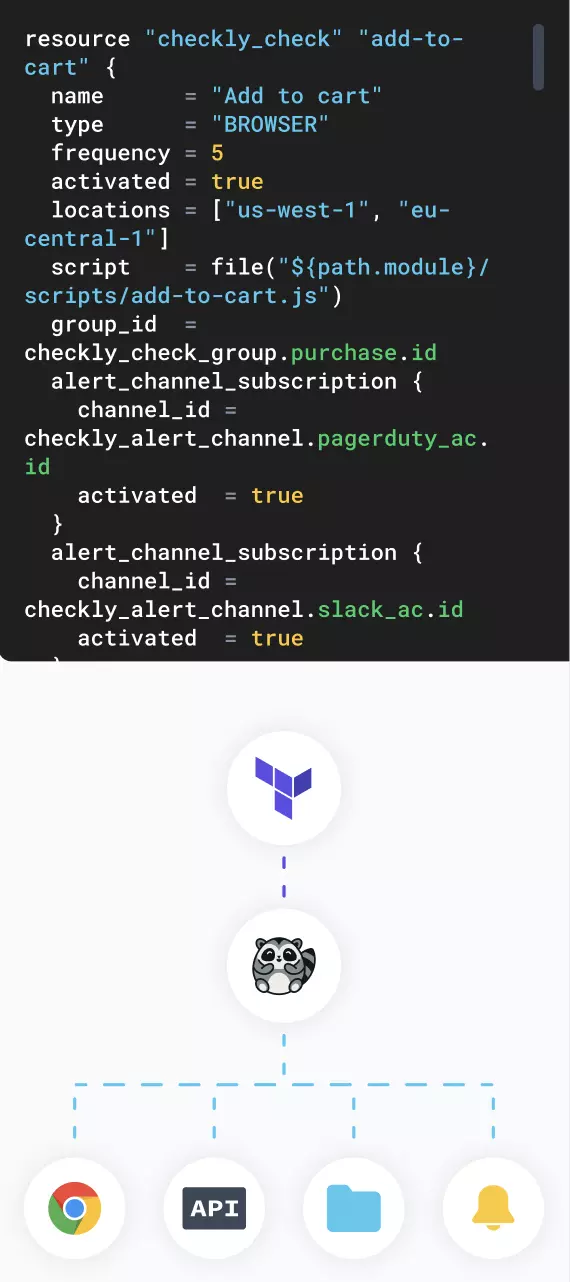 resource "checkly_check" "add-to-
cart" {
  name      = "Add to cart"
  type      = "BROWSER"
  frequency = 5
  activated = true
  locations = ["us-west-1", "eu-
central-1"]
  script    = file("${path.module}/
scripts/add-to-cart.js")
  group_id  =
checkly_check_group.purchase.id
  alert_channel_subscription {
    channel_id =
checkly_alert_channel.pagerduty_ac.
id
    activated  = true
  }
  alert_channel_subscription {
    channel_id =
checkly_alert_channel.slack_ac.id
    activated  = true
  }
API